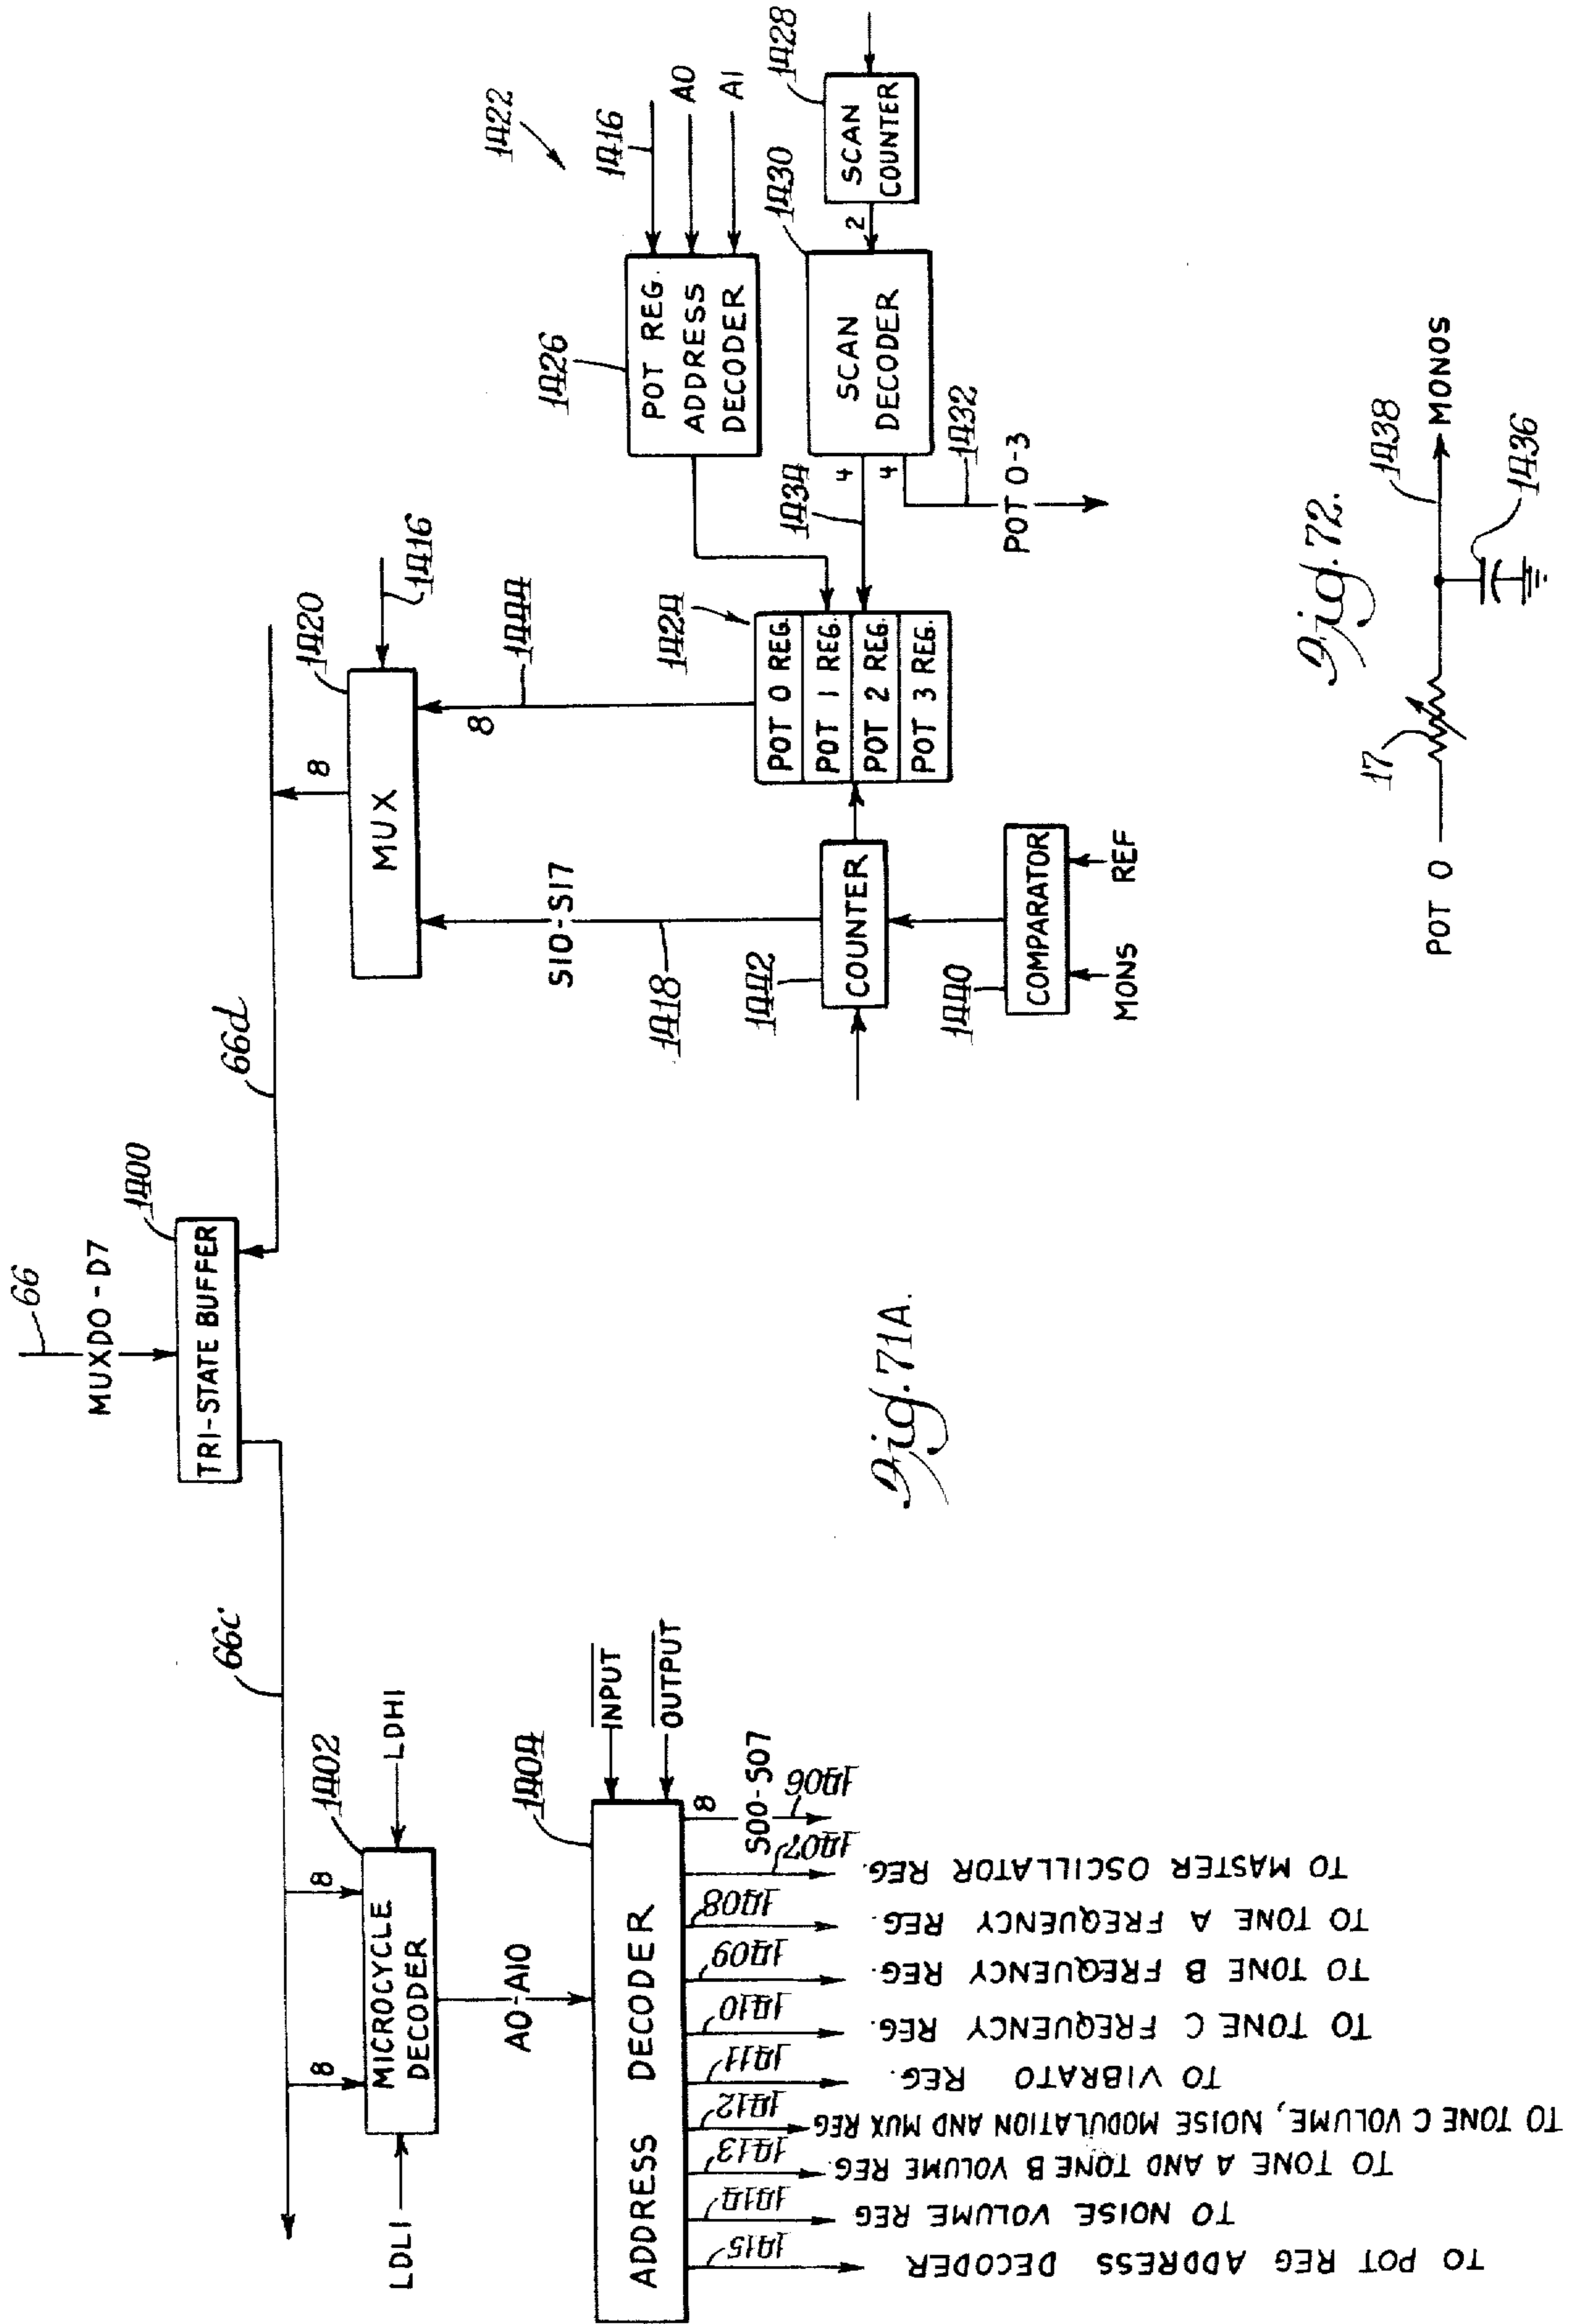 66
MUXD0-D7
1400
TRI-STATE BUFFER
66c
66d
8
8
1402
MICROCYCLE
DECODER
LDLI
LDHI
A0-A10
1404
ADDRESS DECODER
INPUT
OUTPUT
8
S00-S07
1406
1407
TO MASTER OSCILLATOR REG.
1408
TO TONE A FREQUENCY REG.
1409
TO TONE B FREQUENCY REG.
1410
TO TONE C FREQUENCY REG.
1411
TO VIBRATO REG.
1412
TO TONE C VOLUME, NOISE MODULATION AND MUX REG
1413
TO TONE A AND TONE B VOLUME REG.
1414
TO NOISE VOLUME REG
1415
TO POT REG ADDRESS DECODER
8
1420
MUX
1416
S10-S17
1418
8
1444
1442
COUNTER
1440
COMPARATOR
MONS
REF
1424
POT 0 REG.
POT 1 REG.
POT 2 REG.
POT 3 REG.
1422
1426
POT REG.
ADDRESS
DECODER
1416
A0
A1
1434
4
4
1430
SCAN
DECODER
1432
POT 0-3
2
1428
SCAN
COUNTER
Fig. 71A.
Fig. 72.
POT 0
17
1438
MONOS
1436